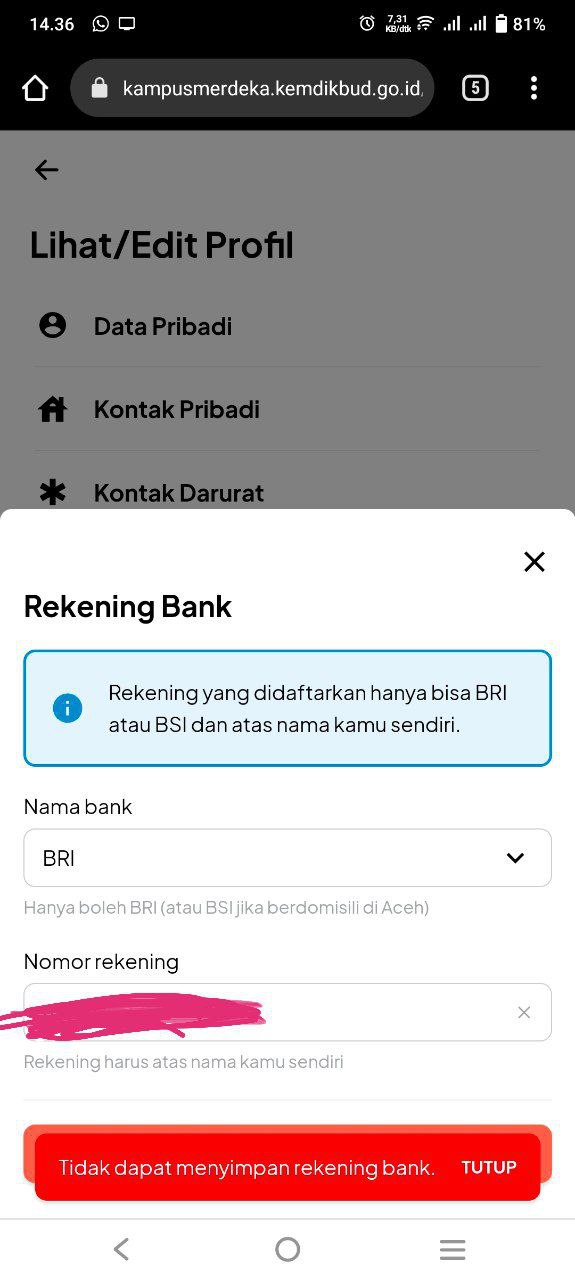 14.36
7,31
KB/dtk
81%
kampusmerdeka.kemdikbud.go.id
5
Lihat/Edit Profil
Data Pribadi
Kontak Pribadi
Kontak Darurat
Rekening Bank
Rekening yang didaftarkan hanya bisa BRI
atau BSI dan atas nama kamu sendiri.
Nama bank
BRI
Hanya boleh BRI (atau BSI jika berdomisili di Aceh)
Nomor rekening
Rekening harus atas nama kamu sendiri
Tidak dapat menyimpan rekening bank. TUTUP